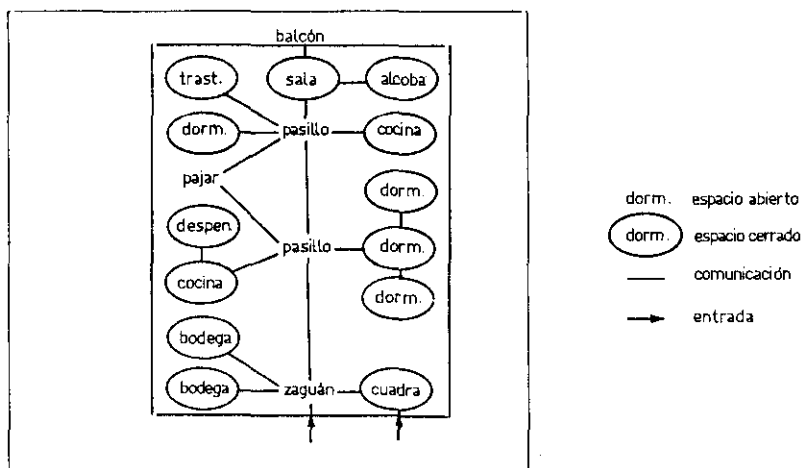 balcón
trast. sala alcoba
dorm. pasillo cocina
pajar
dorm.
despen. pasillo dorm.
cocina
dorm.
bodega
bodega zaguán cuadra
dorm. espacio abierto
dorm. espacio cerrado
comunicación
entrada